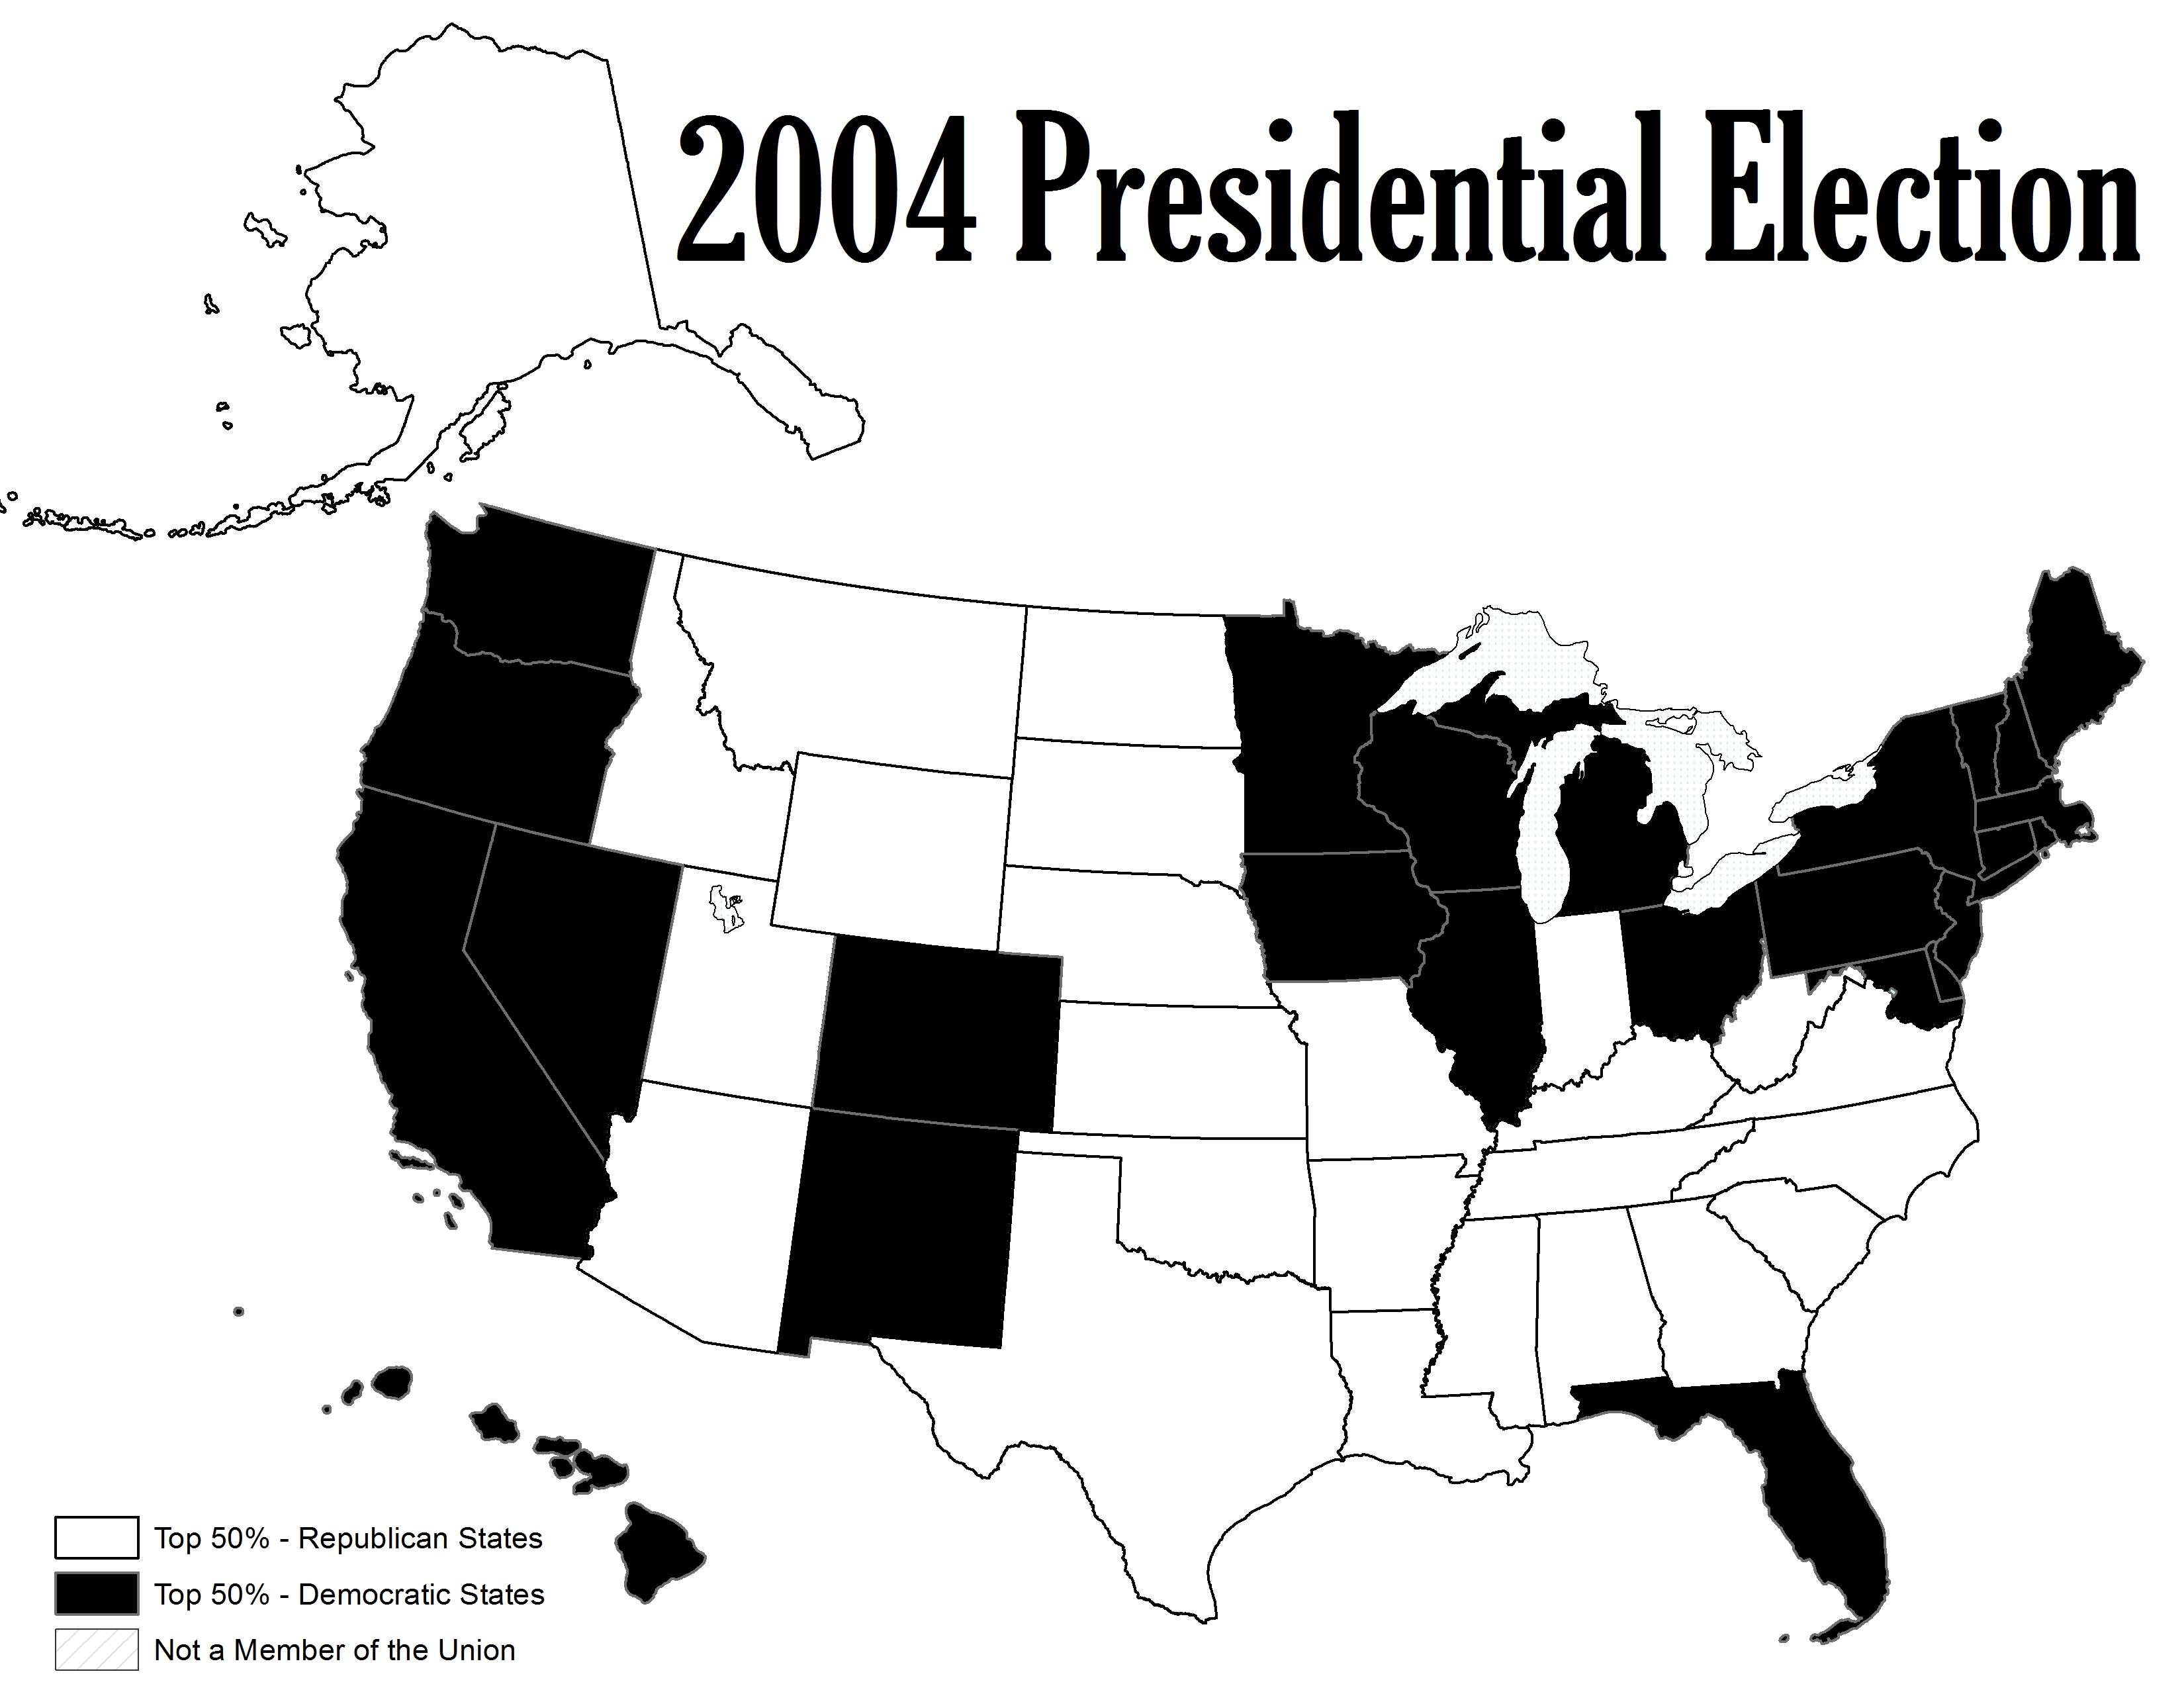 2004 Presidential Election
Top 50% - Republican States
Top 50% - Democratic States
Not a Member of the Union